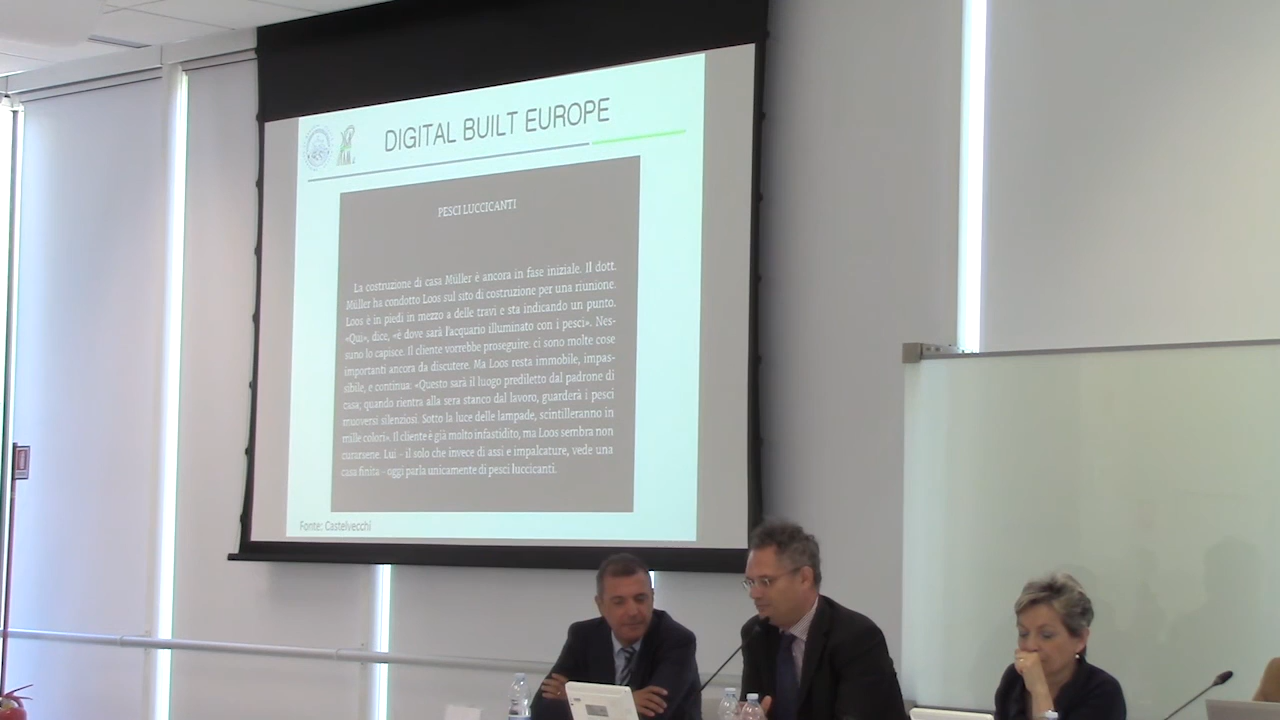 DIGITAL BUILT EUROPE
PESCI LUCCICANTI
La costruzione di casa Müller è ancora in fase iniziale. Il dott.
Müller ha condotto Loos sul sito di costruzione per una riunione.
Loos è in piedi in mezzo a delle travi e sta indicando un punto.
«Qui», dice, «è dove sarà l'acquario illuminato con i pesci». Nes-
suno lo capisce. Il cliente vorrebbe proseguire: ci sono molte cose
importanti ancora da discutere. Ma Loos resta immobile, impas-
sibile, e continua: «Questo sarà il luogo prediletto dal padrone di
casa; quando rientra alla sera stanco dal lavoro, guarderà i pesci
muoversi silenziosi. Sotto la luce delle lampade, scintilleranno in
mille colori». Il cliente è già molto infastidito, ma Loos sembra non
curarsene. Lui – il solo che invece di assi e impalcature, vede una
casa finita – oggi parla unicamente di pesci luccicanti.
Fonte: Castelvecchi